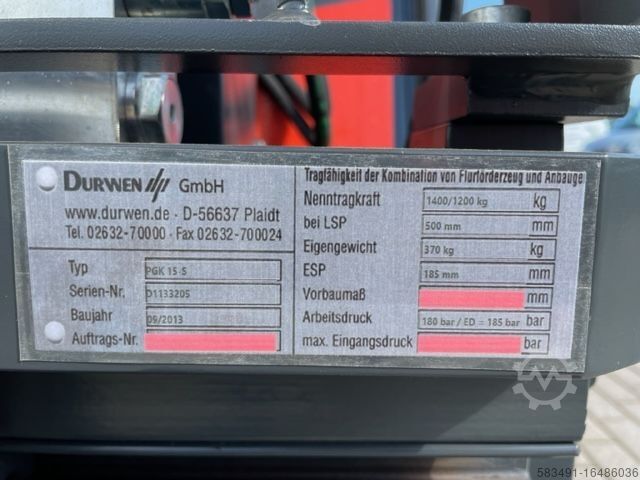 DURWEN GmbH
www.durwen.de · D-56637 Plaidt
Tel. 02632-70000 · Fax 02632-700024
Typ PGK 15 S
Serien-Nr. D1133205
Baujahr 09/2013
Auftrags-Nr.
Tragfähigkeit der Kombination von Flurförderzeug und Anbauge
Nenntragkraft 1400/1200 kg kg
bei LSP 500 mm mm
Eigengewicht 370 kg kg
ESP 185 mm mm
Vorbaumaß mm
Arbeitsdruck 180 bar / ED = 185 bar bar
max. Eingangsdruck bar
583491-16486036